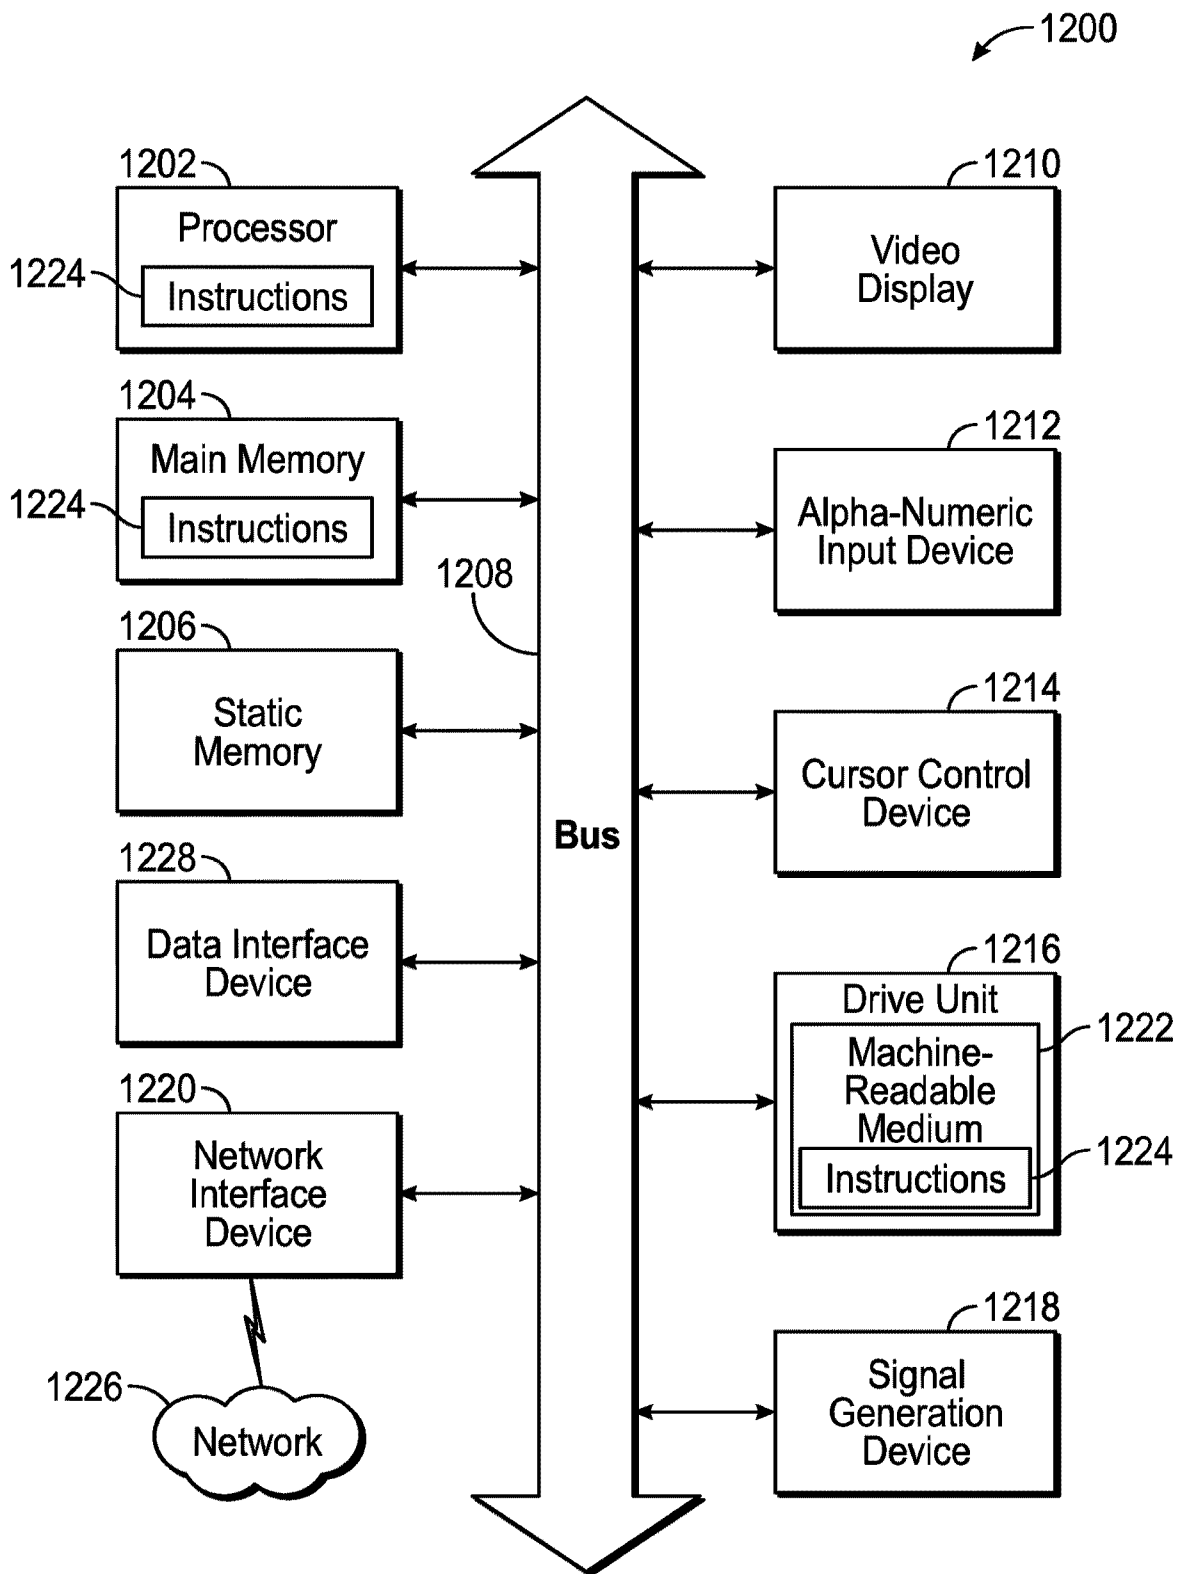 1200
1202
Processor
1224
Instructions
1204
Main Memory
1224
Instructions
1206
Static
Memory
1228
Data Interface
Device
1220
Network
Interface
Device
1226
Network
1208
Bus
1210
Video
Display
1212
Alpha-Numeric
Input Device
1214
Cursor Control
Device
1216
Drive Unit
1222
Machine-
Readable
Medium
1224
Instructions
1218
Signal
Generation
Device